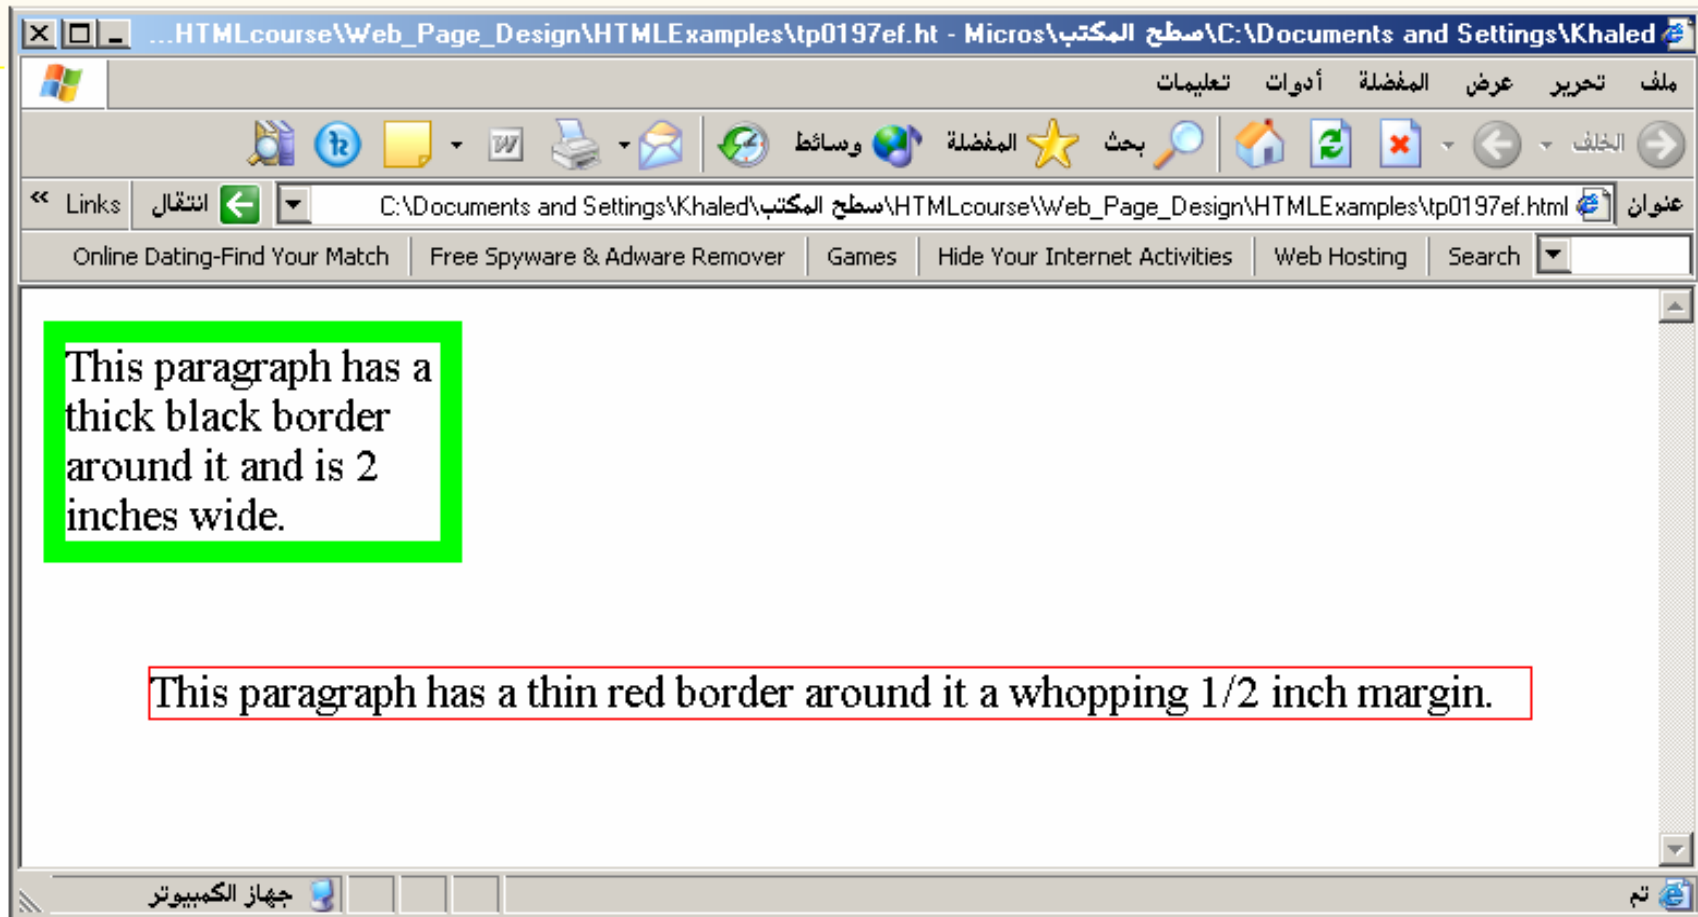 ...HTMLcourse\Web_Page_Design\HTMLExamples\tp0197ef.ht - Micros\سطح المكتب\C:\Documents and Settings\Khaled
ملف تحرير عرض المفضلة أدوات تعليمات
الخلف بحث المفضلة وسائط
عنوان C:\Documents and Settings\Khaled\سطح المكتب\HTMLcourse\Web_Page_Design\HTMLExamples\tp0197ef.html انتقال Links »
Online Dating-Find Your Match Free Spyware & Adware Remover Games Hide Your Internet Activities Web Hosting Search
This paragraph has a
thick black border
around it and is 2
inches wide.
This paragraph has a thin red border around it a whopping 1/2 inch margin.
تم جهاز الكمبيوتر